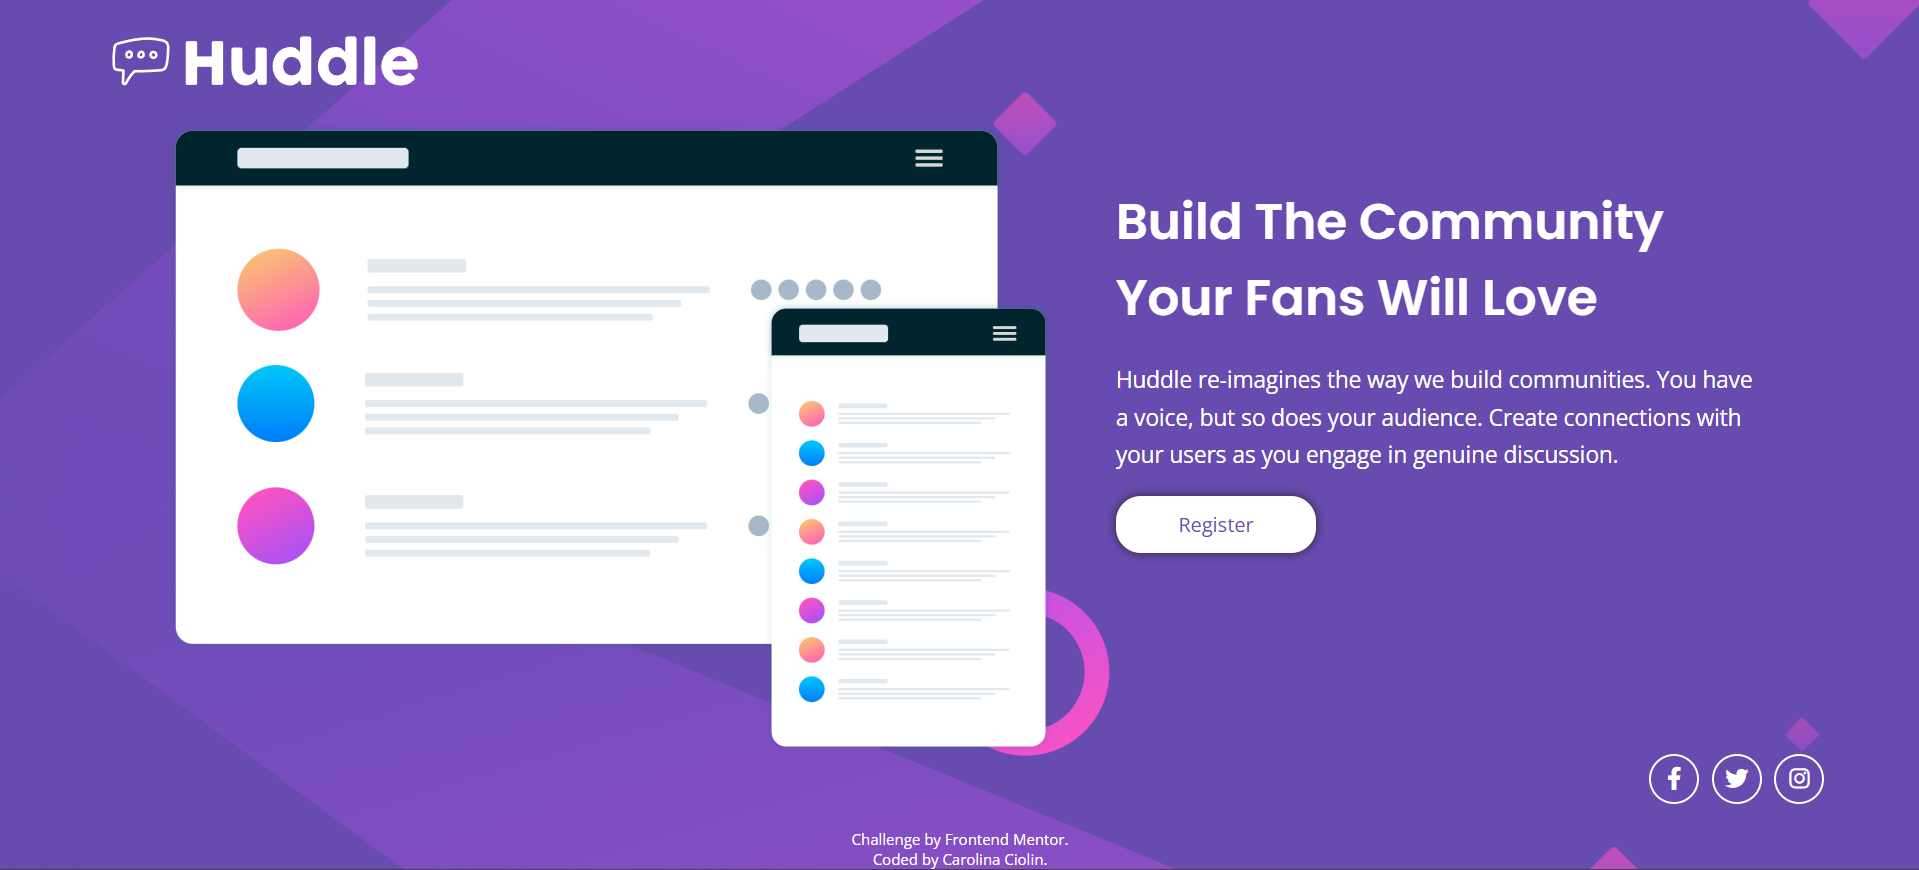 Huddle
Build The Community
Your Fans Will Love
Huddle re-imagines the way we build communities. You have
a voice, but so does your audience. Create connections with
your users as you engage in genuine discussion.
Register
Challenge by Frontend Mentor.
Coded by Carolina Ciolin.